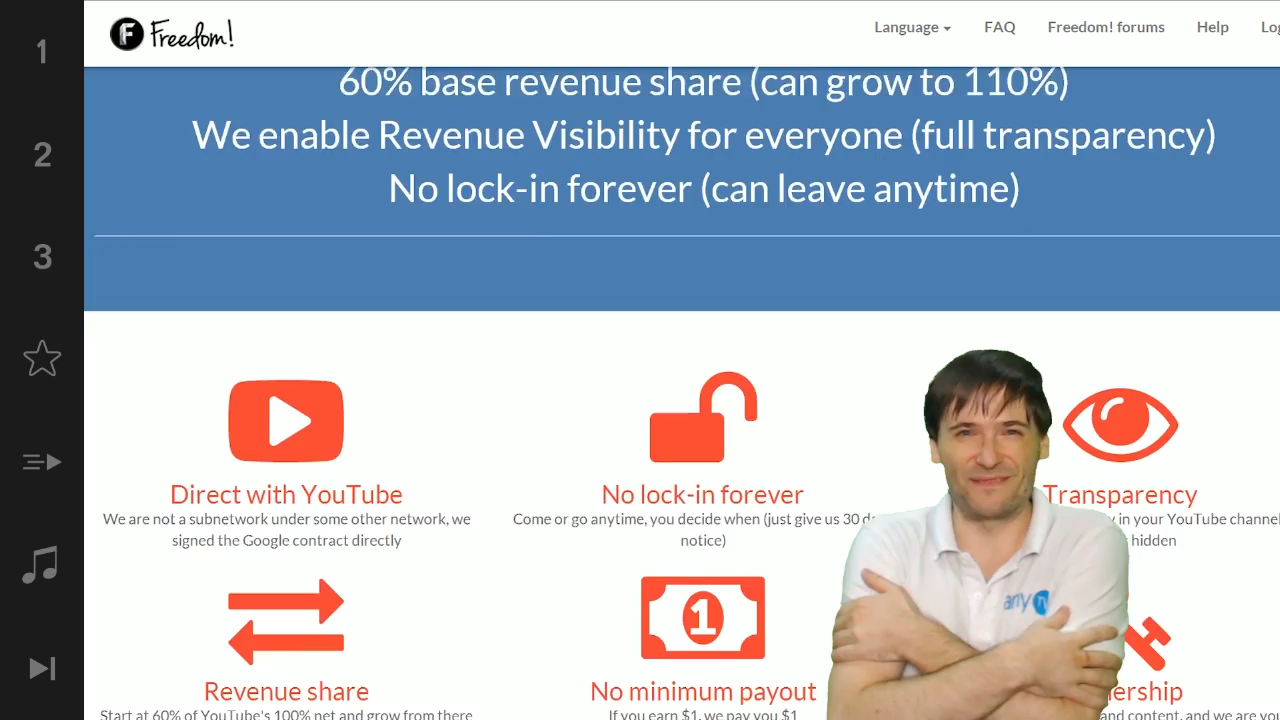 1
2
3
Freedom!
Language
FAQ
Freedom! forums
Help
60% base revenue share (can grow to 110%)
We enable Revenue Visibility for everyone (full transparency)
No lock-in forever (can leave anytime)
Direct with YouTube
We are not a subnetwork under some other network, we
signed the Google contract directly
No lock-in forever
Come or go anytime, you decide when (just give us 30
notice)
Transparency
in your YouTube channel
hidden
any TV
Revenue share
Start at 60% of YouTube's 100% net and grow from there
No minimum payout
If you earn $1, we pay you $1
and content, and we are